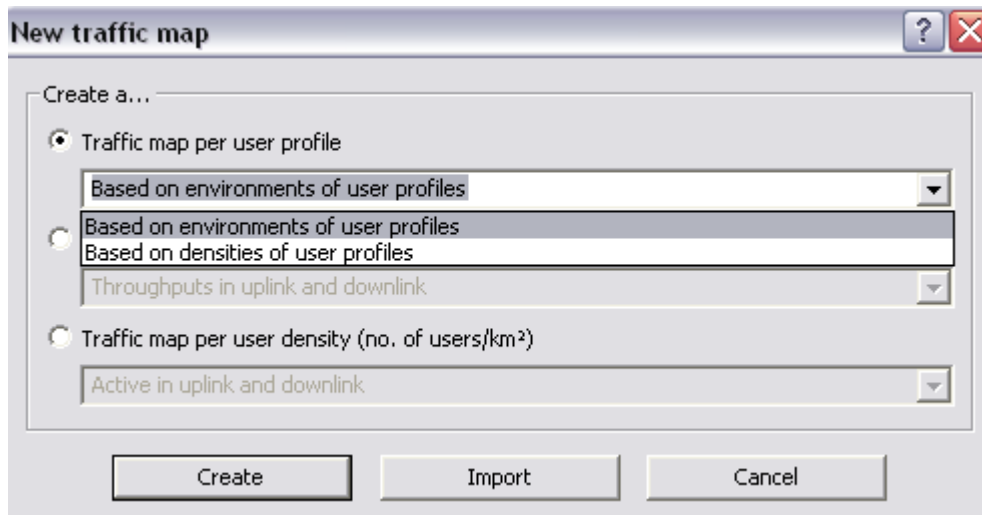 New traffic map
?
Create a...
Traffic map per user profile
Based on environments of user profiles
Based on environments of user profiles
Based on densities of user profiles
Throughputs in uplink and downlink
Traffic map per user density (no. of users/km²)
Active in uplink and downlink
Create Import Cancel